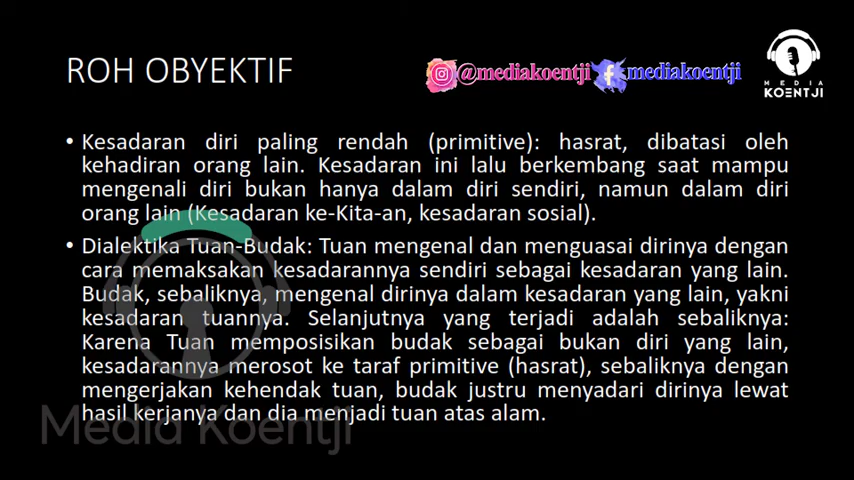 ROH OBYEKTIF
@mediakoentji mediakoentji
MEDIA
KOENTJI
• Kesadaran diri paling rendah (primitive): hasrat, dibatasi oleh
kehadiran orang lain. Kesadaran ini lalu berkembang saat mampu
mengenali diri bukan hanya dalam diri sendiri, namun dalam diri
orang lain (Kesadaran ke-Kita-an, kesadaran sosial).
• Dialektika Tuan-Budak: Tuan mengenal dan menguasai dirinya dengan
cara memaksakan kesadarannya sendiri sebagai kesadaran yang lain.
Budak, sebaliknya, mengenal dirinya dalam kesadaran yang lain, yakni
kesadaran tuannya. Selanjutnya yang terjadi adalah sebaliknya:
Karena Tuan memposisikan budak sebagai bukan diri yang lain,
kesadarannya merosot ke taraf primitive (hasrat), sebaliknya dengan
mengerjakan kehendak tuan, budak justru menyadari dirinya lewat
hasil kerjanya dan dia menjadi tuan atas alam.
Media Koentji